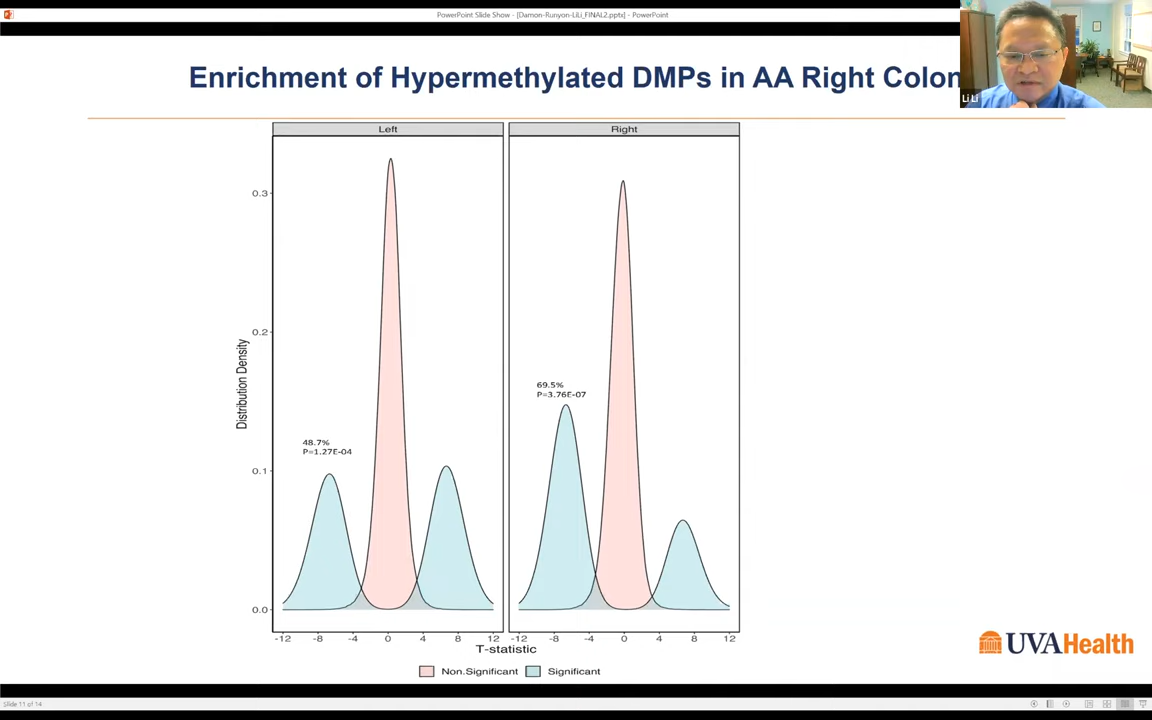 PowerPoint Slide Show - [Damon-Runyon-LiLi_FINAL2.pptx] - PowerPoint
Enrichment of Hypermethylated DMPs in AA Right Colon
Li Li
Left
Right
0.3
0.2
0.1
0.0
Distribution Density
48.7%
P=1.27E-04
69.5%
P=3.76E-07
-12 -8 -4 0 4 8 12
-12 -8 -4 0 4 8 12
T-statistic
Non.Significant Significant
UVAHealth
Slide 11 of 14